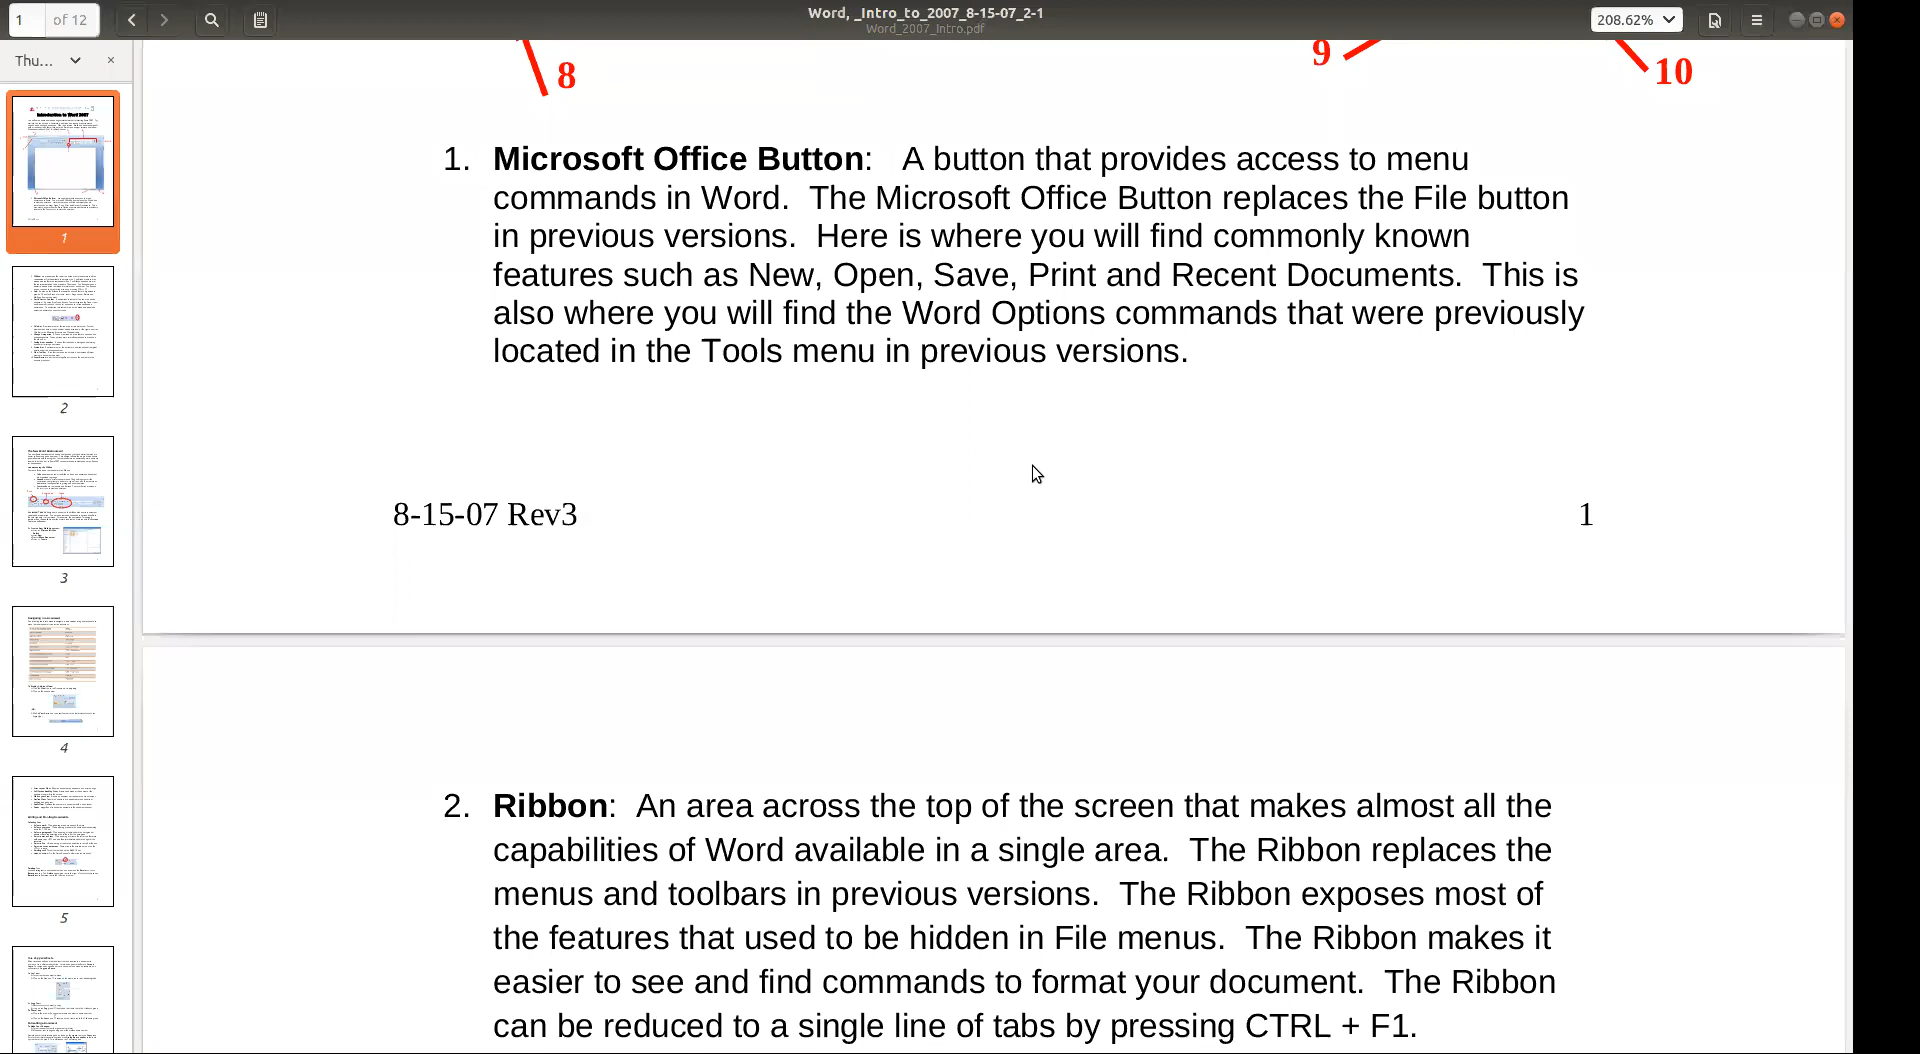 1 of 12
Word, _Intro_to_2007_8-15-07_2-1
Word_2007_Intro.pdf
208.62%
Thu...
8
9
10
1. Microsoft Office Button: A button that provides access to menu
commands in Word. The Microsoft Office Button replaces the File button
in previous versions. Here is where you will find commonly known
features such as New, Open, Save, Print and Recent Documents. This is
also where you will find the Word Options commands that were previously
located in the Tools menu in previous versions.
8-15-07 Rev3 1
2. Ribbon: An area across the top of the screen that makes almost all the
capabilities of Word available in a single area. The Ribbon replaces the
menus and toolbars in previous versions. The Ribbon exposes most of
the features that used to be hidden in File menus. The Ribbon makes it
easier to see and find commands to format your document. The Ribbon
can be reduced to a single line of tabs by pressing CTRL + F1.
Introduction to Word 2007
1
2
3
4
5